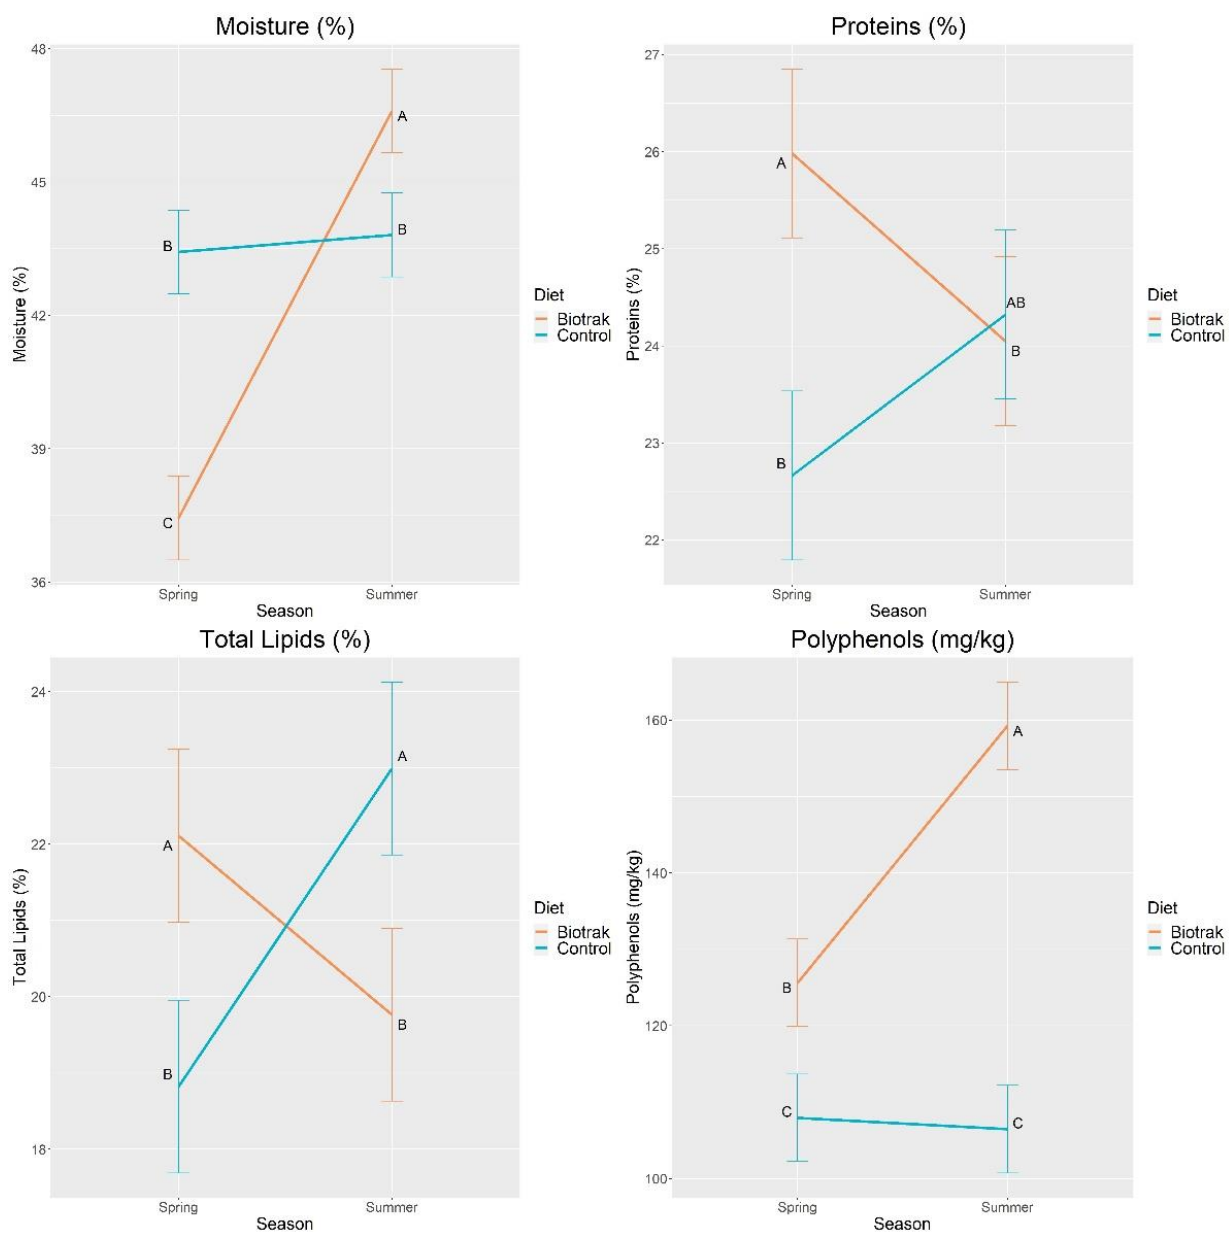 Moisture (%)
48
45
42
39
36
Moisture (%)
A
B
B
C
Spring
Summer
Season
Diet
Biotrak
Control
Proteins (%)
27
26
25
24
23
22
Proteins (%)
A
AB
B
B
Spring
Summer
Season
Diet
Biotrak
Control
Total Lipids (%)
24
22
20
18
Total Lipids (%)
A
A
B
B
Spring
Summer
Season
Diet
Biotrak
Control
Polyphenols (mg/kg)
160
140
120
100
Polyphenols (mg/kg)
A
B
C
C
Spring
Summer
Season
Diet
Biotrak
Control